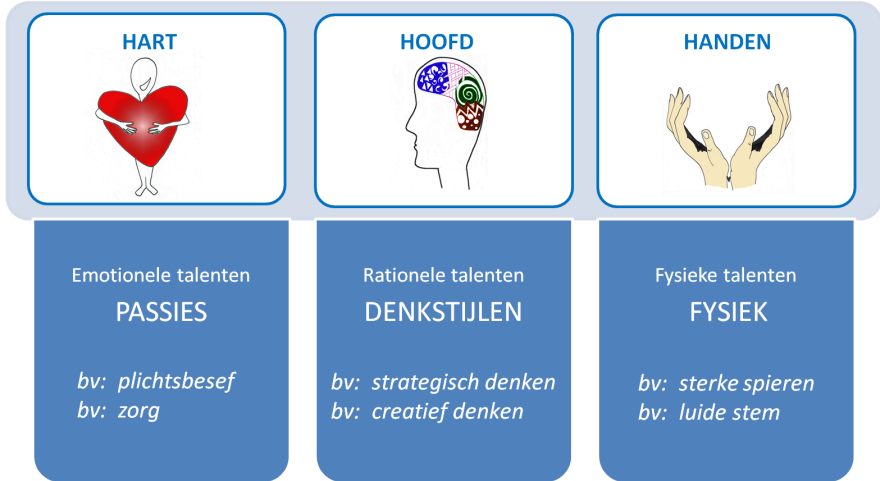 HART
HOOFD
HANDEN
Emotionele talenten
PASSIES
bv: plichtsbesef
bv: zorg
Rationele talenten
DENKSTIJLEN
bv: strategisch denken
bv: creatief denken
Fysieke talenten
FYSIEK
bv: sterke spieren
bv: luide stem